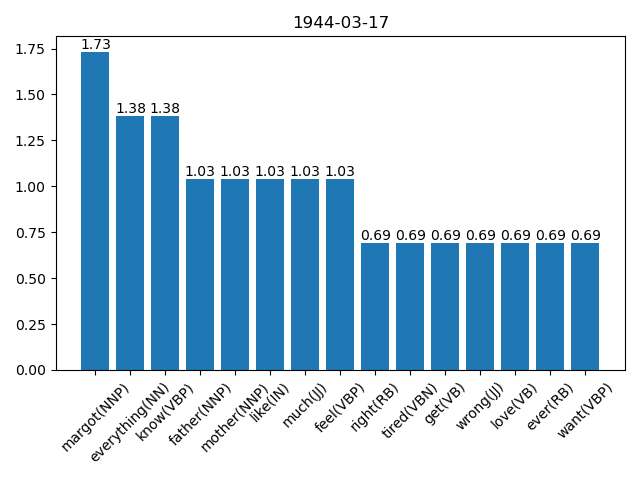 1944-03-17
1.75
1.50
1.25
1.00
0.75
0.50
0.25
0.00
1.73
1.38
1.38
1.03
1.03
1.03
1.03
1.03
0.69
0.69
0.69
0.69
0.69
0.69
0.69
margot(NNP)
everything(NN)
know(VBP)
father(NNP)
mother(NNP)
like(IN)
much(JJ)
feel(VBP)
right(RB)
tired(VBN)
get(VB)
wrong(JJ)
love(VB)
ever(RB)
want(VBP)